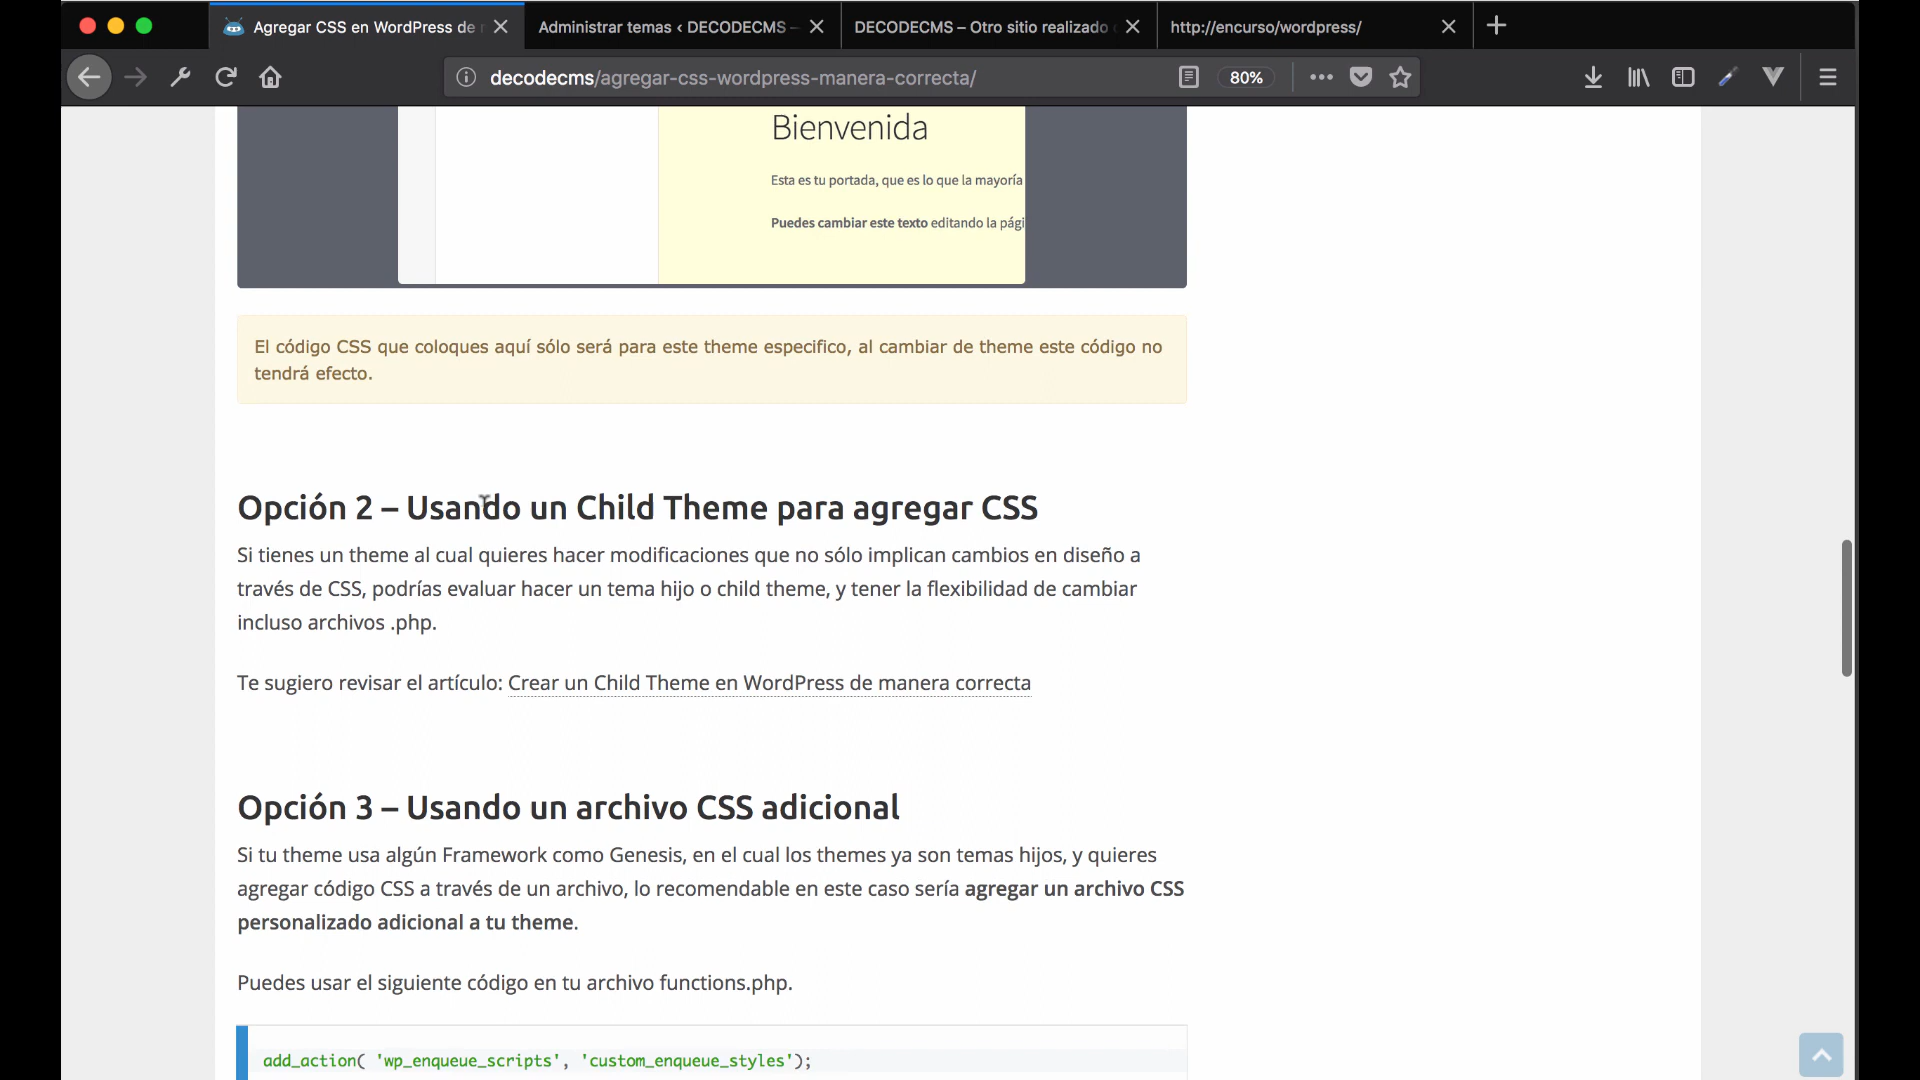 Agregar CSS en WordPress de
Administrar temas ‹ DECODECMS –
DECODECMS – Otro sitio realizado
http://encurso/wordpress/
decodecms/agregar-css-wordpress-manera-correcta/
80%
Bienvenida
Esta es tu portada, que es lo que la mayoría
Puedes cambiar este texto editando la pági
El código CSS que coloques aquí sólo será para este theme especifico, al cambiar de theme este código no
tendrá efecto.
Opción 2 – Usando un Child Theme para agregar CSS
Si tienes un theme al cual quieres hacer modificaciones que no sólo implican cambios en diseño a
través de CSS, podrías evaluar hacer un tema hijo o child theme, y tener la flexibilidad de cambiar
incluso archivos .php.
Te sugiero revisar el artículo: Crear un Child Theme en WordPress de manera correcta
Opción 3 – Usando un archivo CSS adicional
Si tu theme usa algún Framework como Genesis, en el cual los themes ya son temas hijos, y quieres
agregar código CSS a través de un archivo, lo recomendable en este caso sería agregar un archivo CSS
personalizado adicional a tu theme.
Puedes usar el siguiente código en tu archivo functions.php.
add_action( 'wp_enqueue_scripts', 'custom_enqueue_styles');